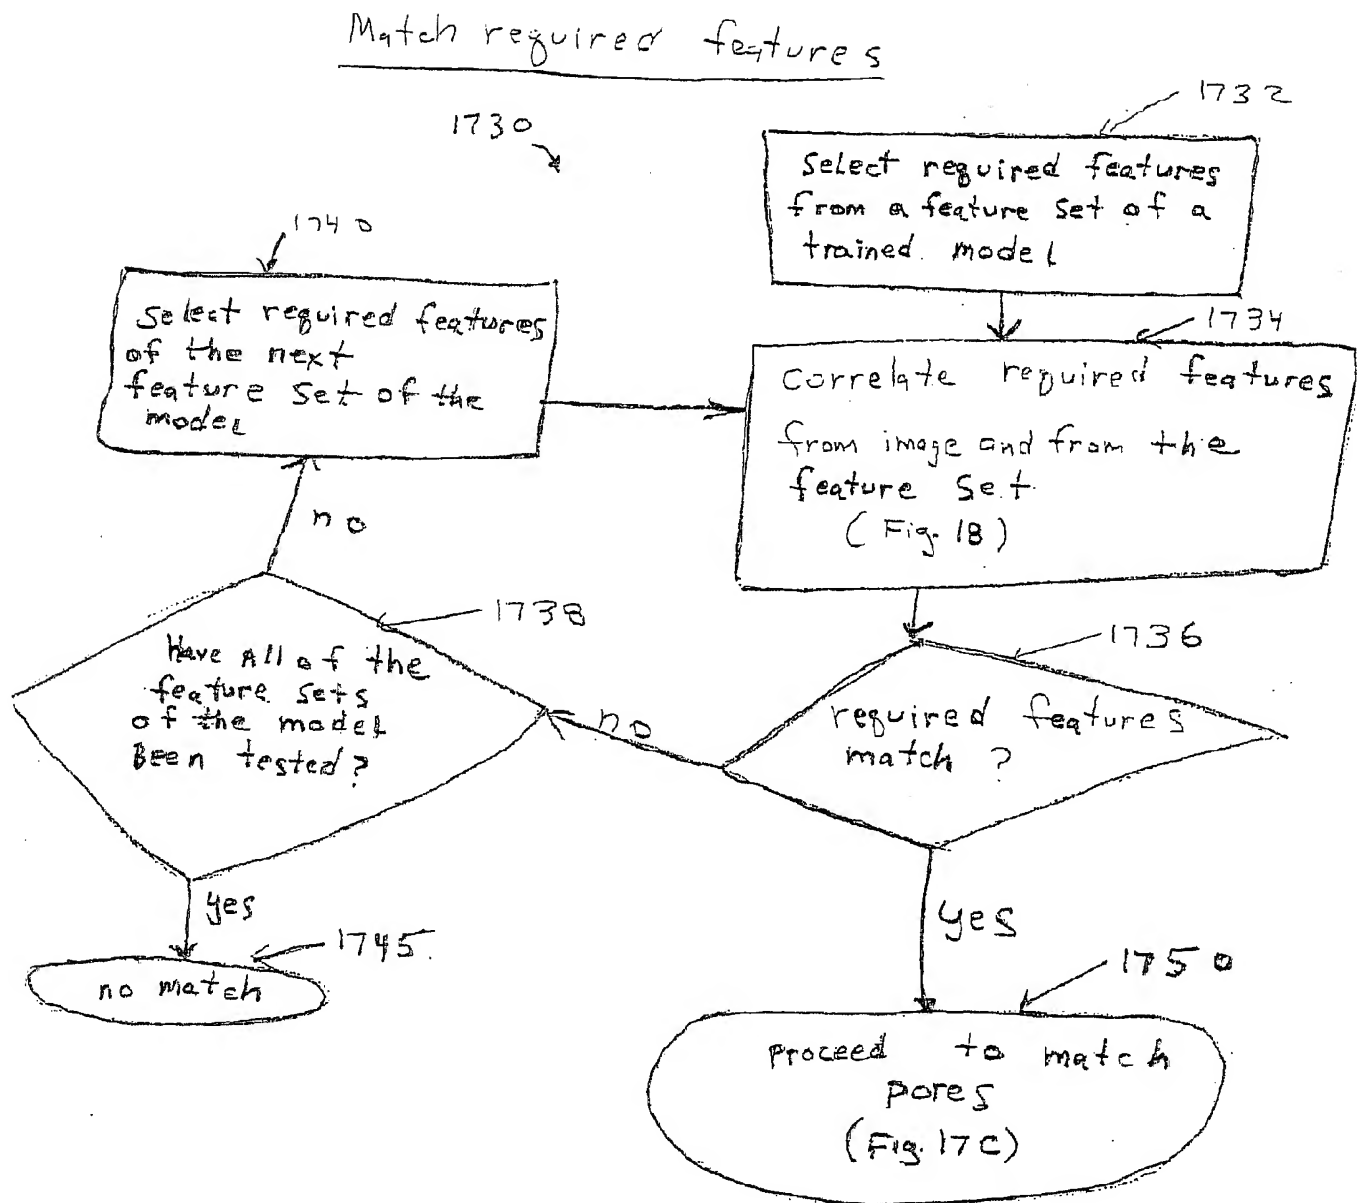 Match required features
1730
1732
Select required features
from a feature set of a
trained model
1740
Select required features
of the next
feature set of the
model
1734
Correlate required features
from image and from the
feature set
(Fig. 18)
no
1738
Have All of the
feature sets
of the model
Been tested?
1736
required features
match?
no
yes
1745
no match
yes
1750
proceed to match
pores
(Fig. 17C)